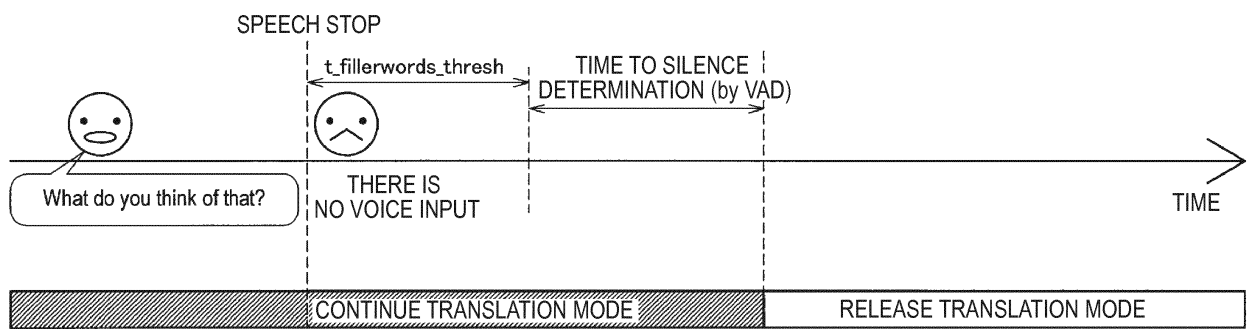 SPEECH STOP
t_fillerwords_thresh
TIME TO SILENCE
DETERMINATION (by VAD)
What do you think of that?
THERE IS
NO VOICE INPUT
TIME
CONTINUE TRANSLATION MODE
RELEASE TRANSLATION MODE